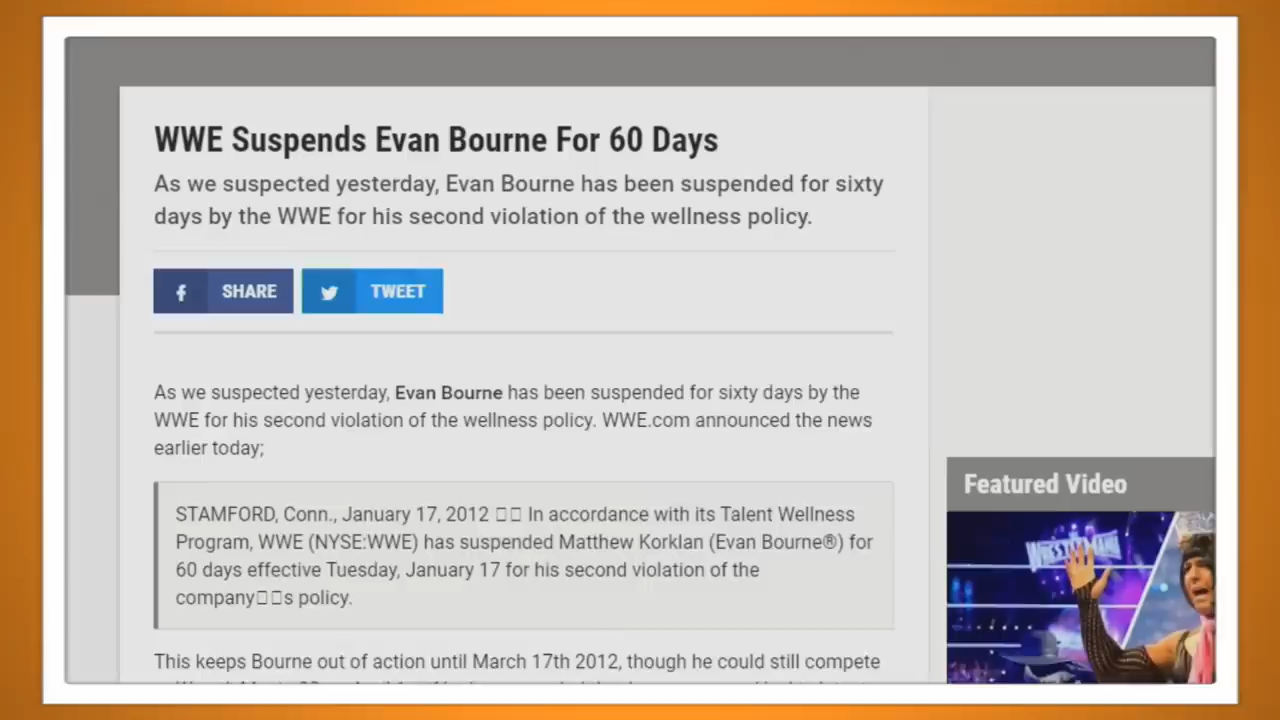 WWE Suspends Evan Bourne For 60 Days
As we suspected yesterday, Evan Bourne has been suspended for sixty
days by the WWE for his second violation of the wellness policy.
f SHARE
TWEET
As we suspected yesterday, Evan Bourne has been suspended for sixty days by the
WWE for his second violation of the wellness policy. WWE.com announced the news
earlier today;
STAMFORD, Conn., January 17, 2012 □□ In accordance with its Talent Wellness
Program, WWE (NYSE:WWE) has suspended Matthew Korklan (Evan Bourne®) for
60 days effective Tuesday, January 17 for his second violation of the
company□□s policy.
This keeps Bourne out of action until March 17th 2012, though he could still compete
Featured Video